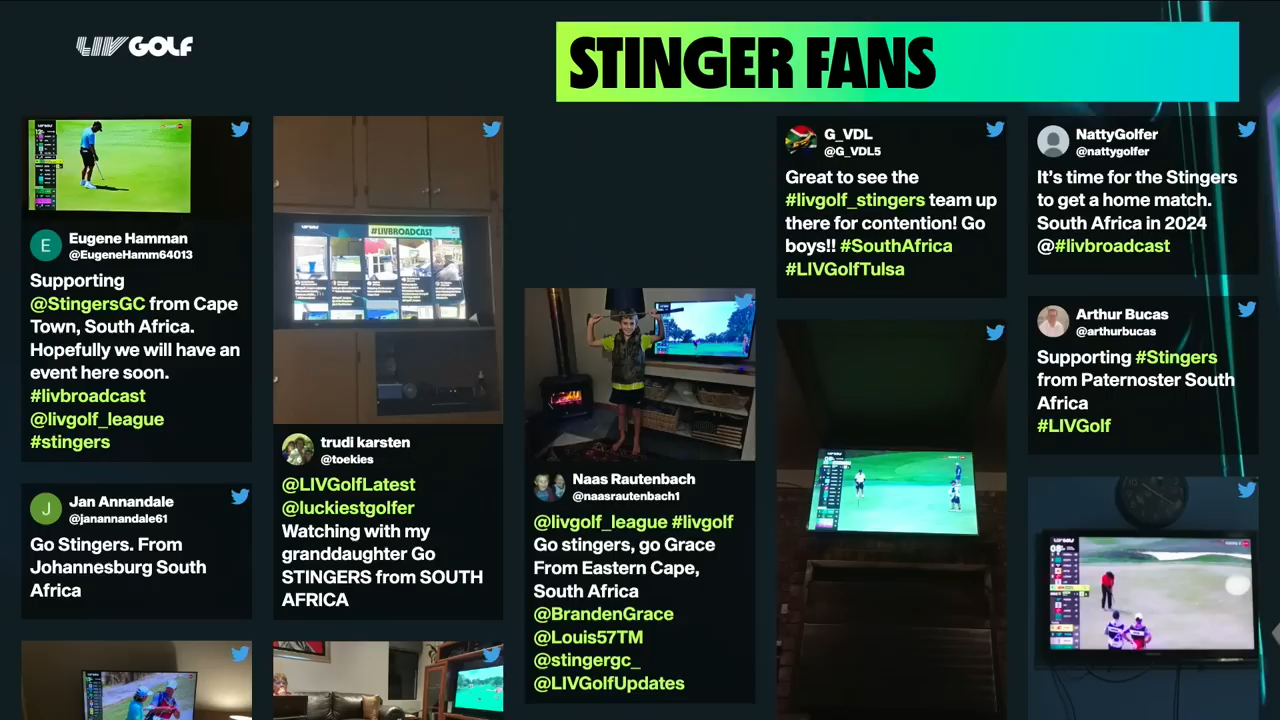 LIV GOLF
STINGER FANS
Eugene Hamman
@EugeneHamm64013
Supporting
@StingersGC from Cape
Town, South Africa.
Hopefully we will have an
event here soon.
#livbroadcast
@livgolf_league
#stingers
E
Jan Annandale
@janannandale61
J
Go Stingers. From
Johannesburg South
Africa
#LIVBROADCAST
trudi karsten
@toekies
@LIVGolfLatest
@luckiestgolfer
Watching with my
granddaughter Go
STINGERS from SOUTH
AFRICA
Naas Rautenbach
@naasrautenbach1
@livgolf_league #livgolf
Go stingers, go Grace
From Eastern Cape,
South Africa
@BrandenGrace
@Louis57TM
@stingergc_
@LIVGolfUpdates
G_VDL
@G_VDL5
Great to see the
#livgolf_stingers team up
there for contention! Go
boys!! #SouthAfrica
#LIVGolfTulsa
NattyGolfer
@nattygolfer
It's time for the Stingers
to get a home match.
South Africa in 2024
@#livbroadcast
Arthur Bucas
@arthurbucas
Supporting #Stingers
from Paternoster South
Africa
#LIVGolf